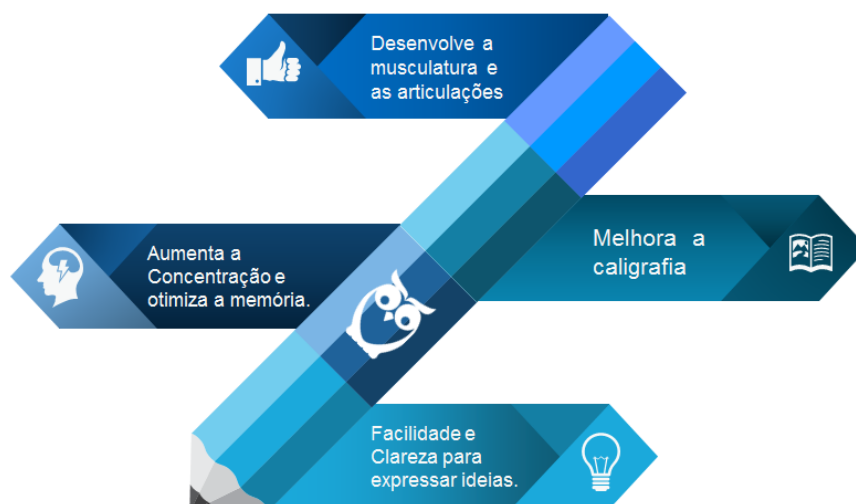 Desenvolve a
musculatura e
as articulações
Aumenta a
Concentração e
otimiza a memória.
Melhora a
caligrafia
Facilidade e
Clareza para
expressar ideias.